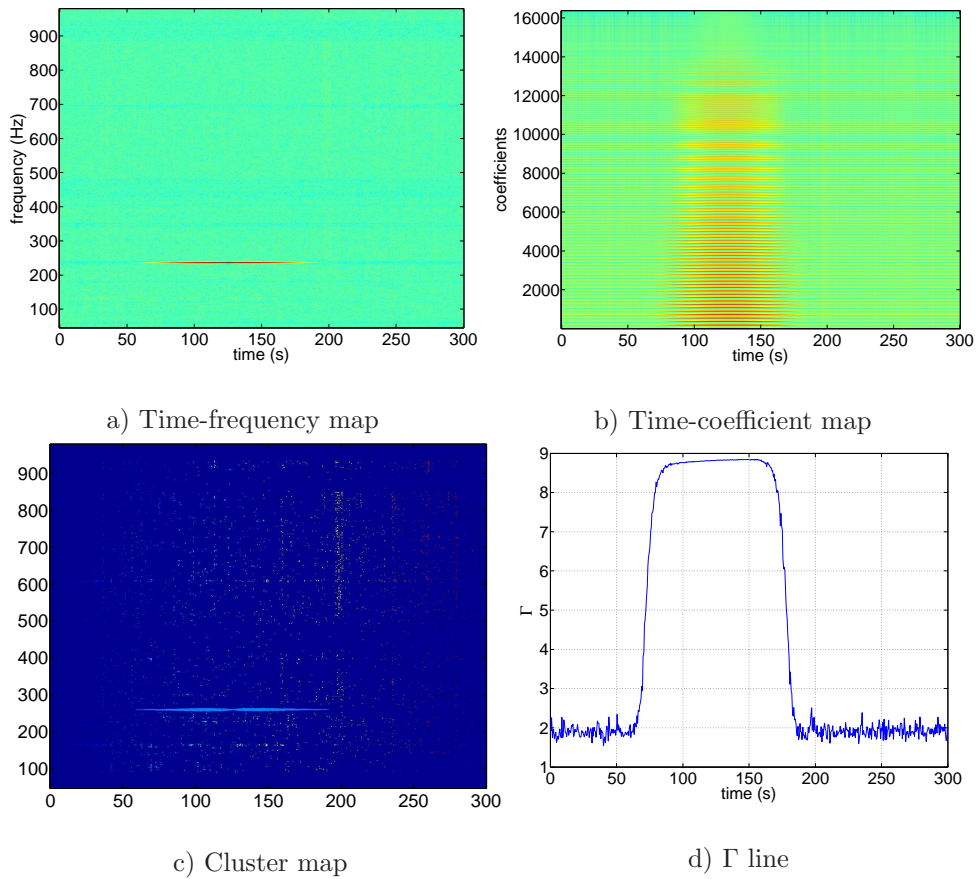 900
800
700
600
500
400
300
200
100
frequency (Hz)
0 50 100 150 200 250 300
time (s)
a) Time-frequency map
16000
14000
12000
10000
8000
6000
4000
2000
coefficients
0 50 100 150 200 250 300
time (s)
b) Time-coefficient map
900
800
700
600
500
400
300
200
100
0 50 100 150 200 250 300
c) Cluster map
9
8
7
6
5
4
3
2
1
Γ
0 50 100 150 200 250 300
time (s)
d) Γ line